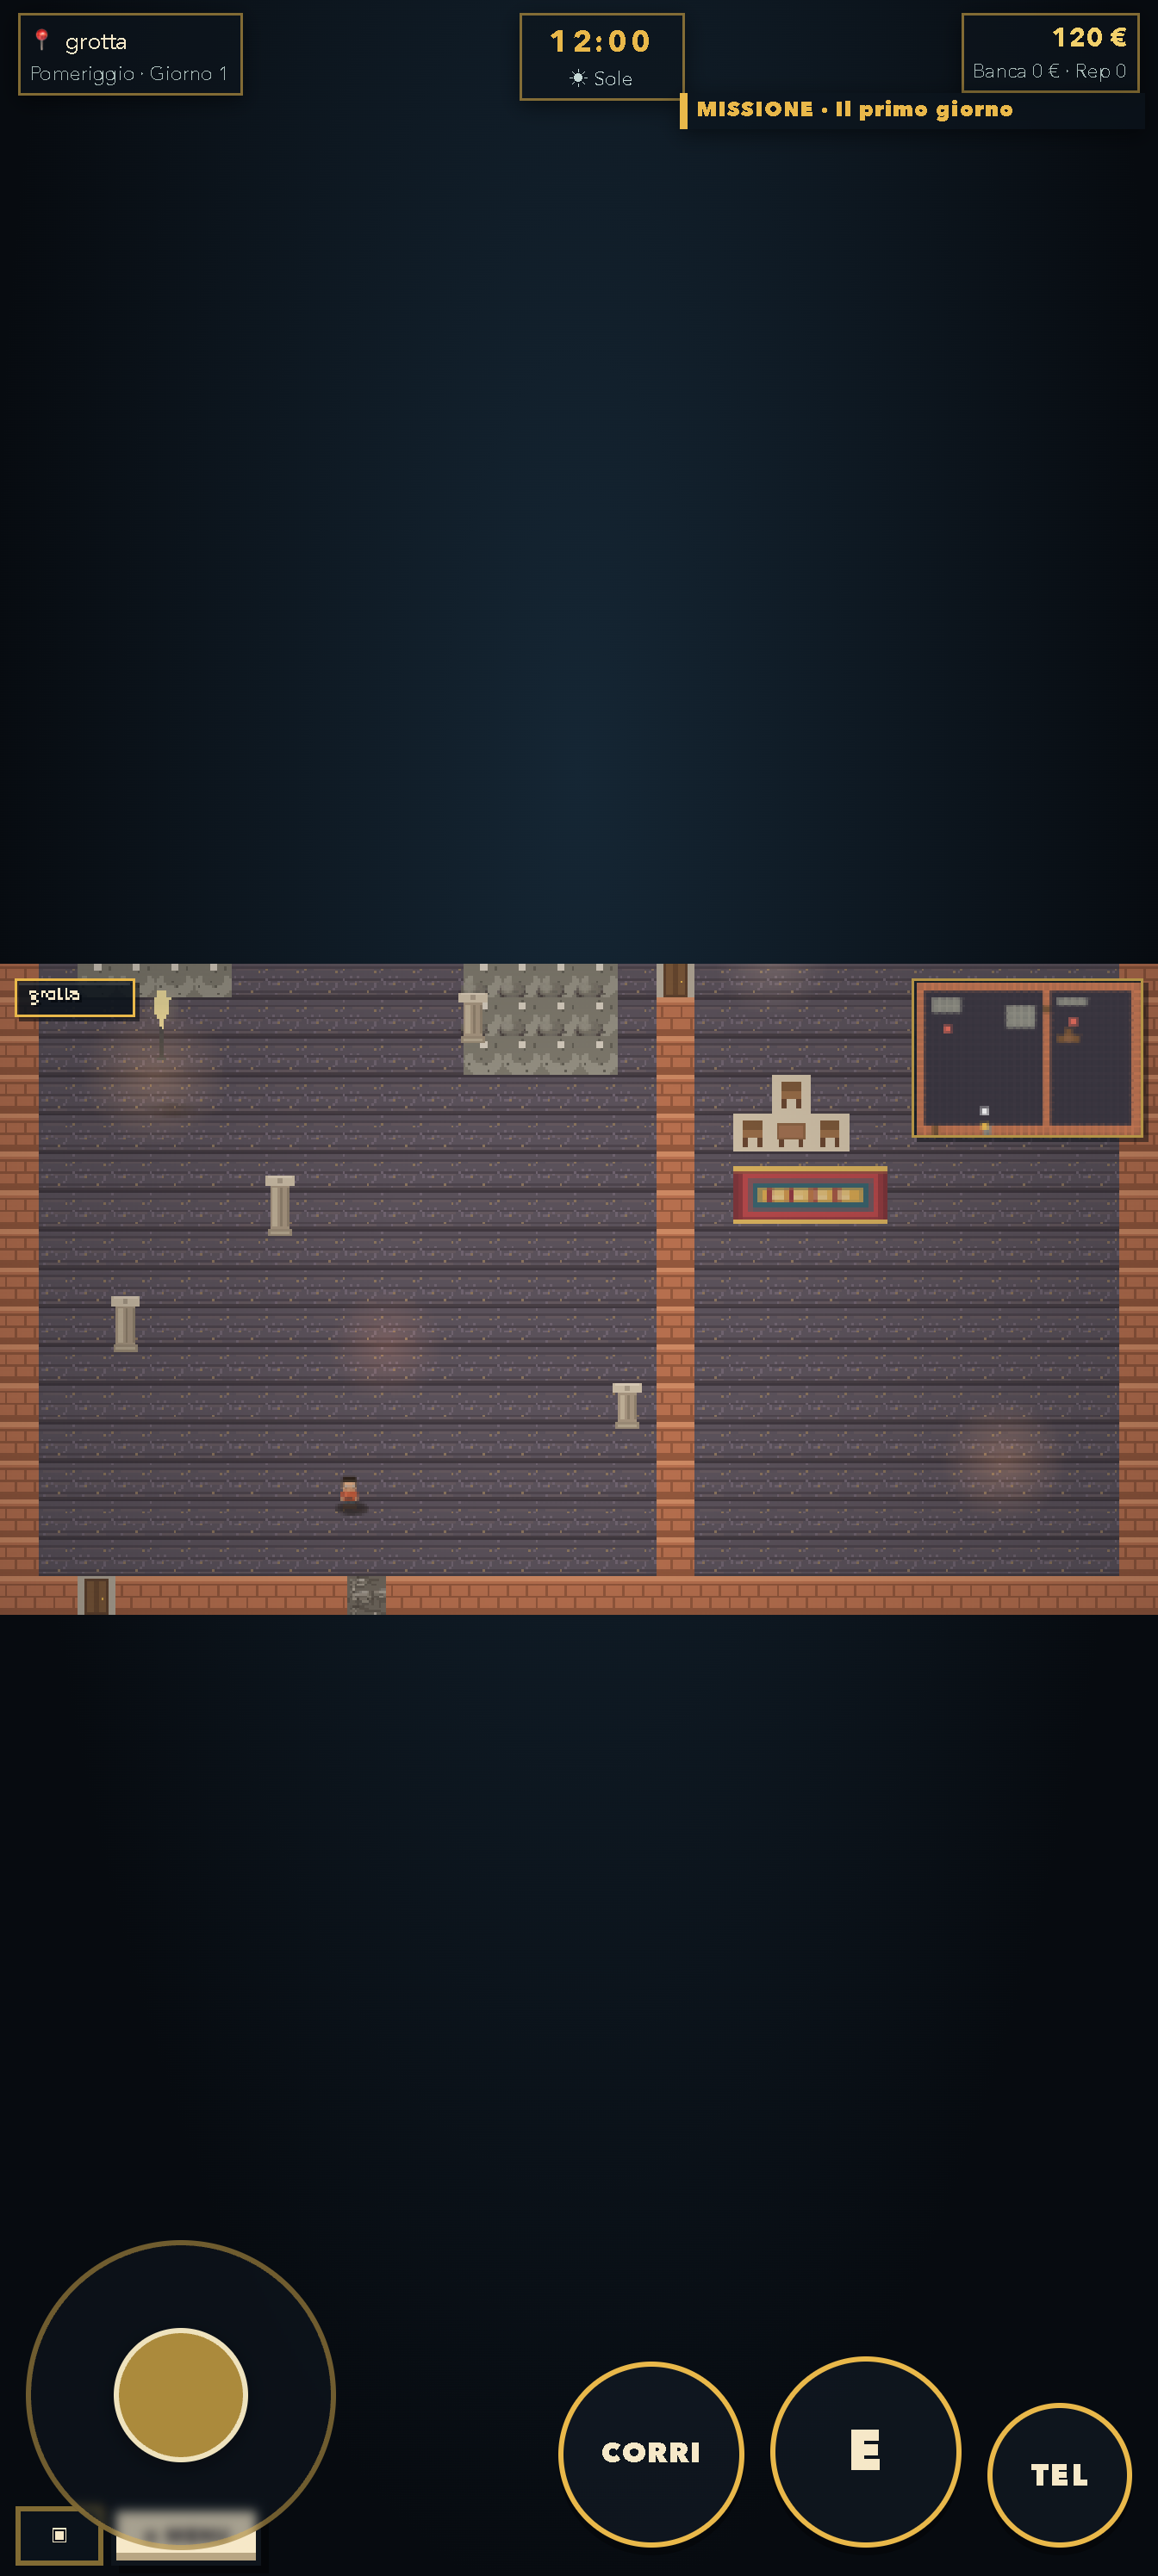 grotta
Pomeriggio · Giorno 1
12:00
☀ Sole
120 €
Banca 0 € · Rep 0
MISSIONE · Il primo giorno
grotta
CORRI
E
TEL